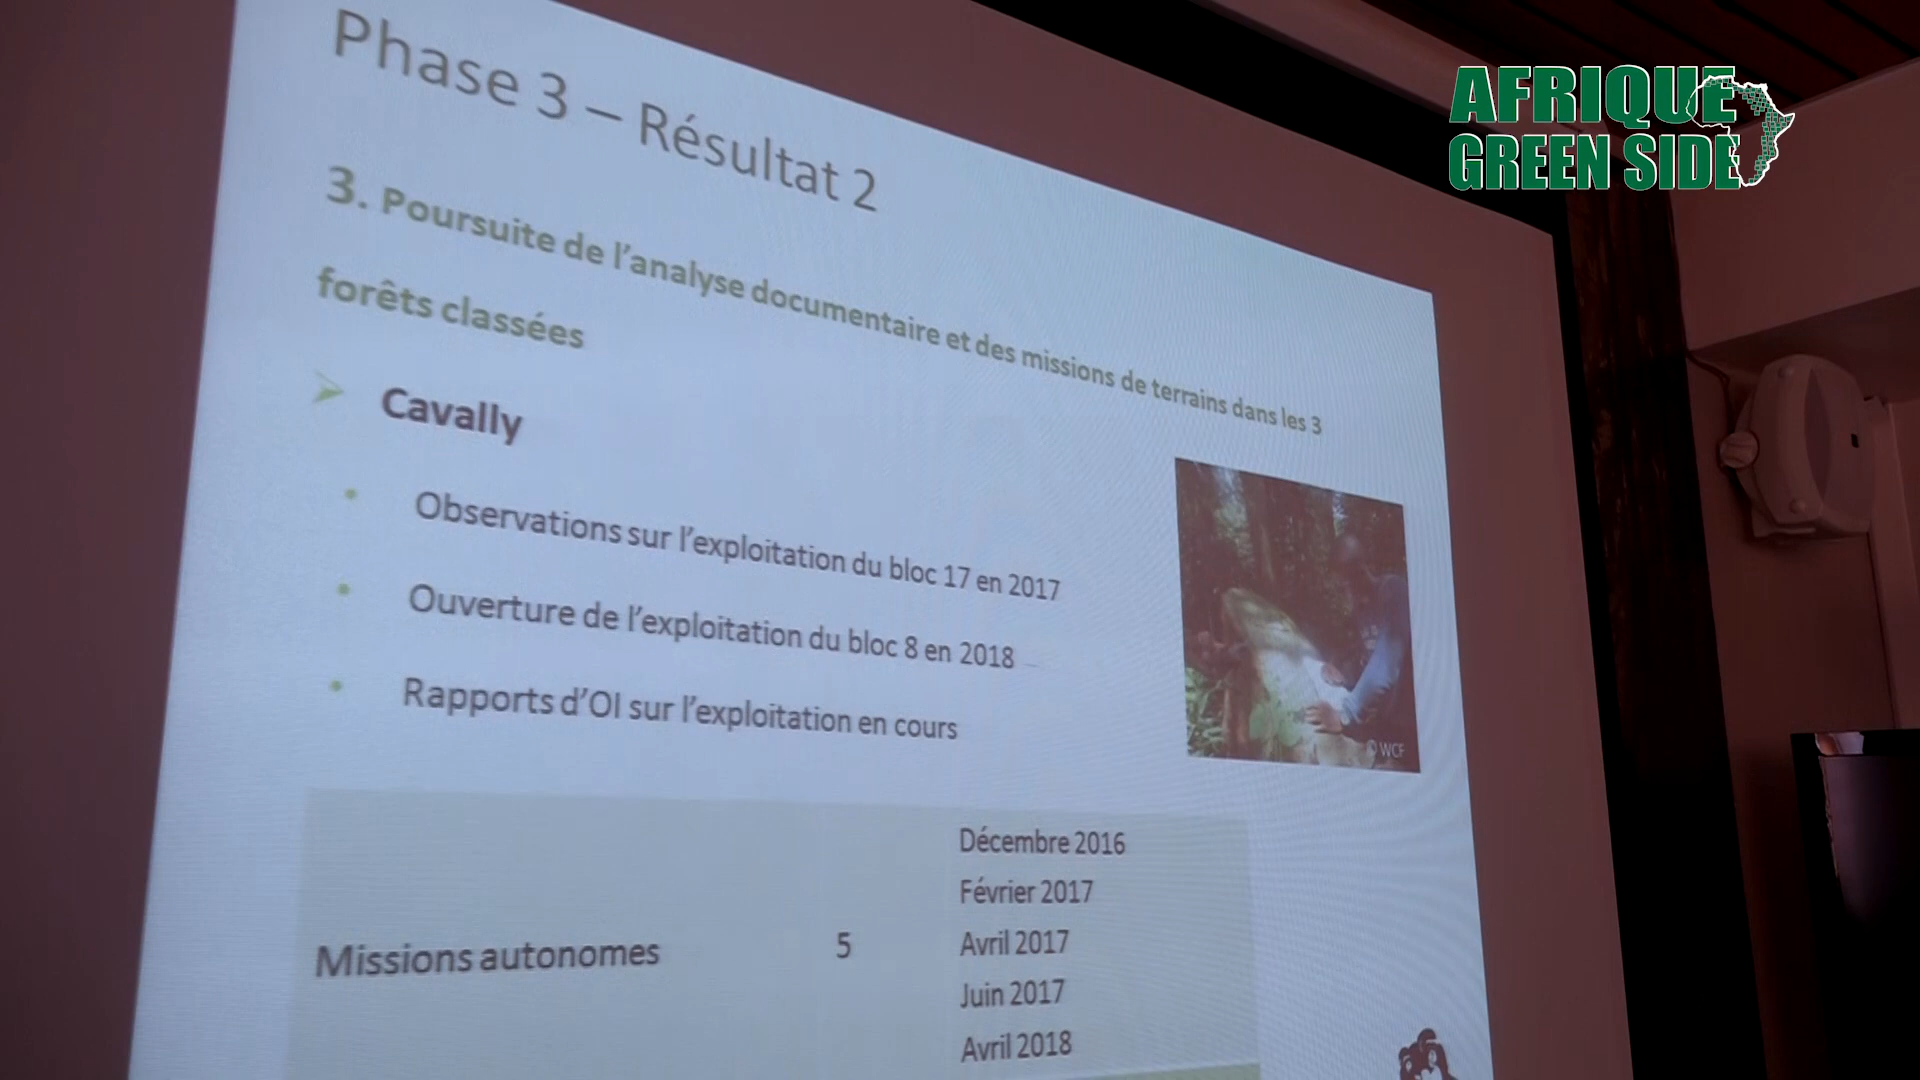 AFRIQUE
GREEN SIDE
Phase 3 – Résultat 2
3. Poursuite de l'analyse documentaire et des missions de terrains dans les 3
forêts classées
Cavally
Observations sur l'exploitation du bloc 17 en 2017
Ouverture de l'exploitation du bloc 8 en 2018
Rapports d'OI sur l'exploitation en cours
© WCF
Missions autonomes
5
Décembre 2016
Février 2017
Avril 2017
Juin 2017
Avril 2018